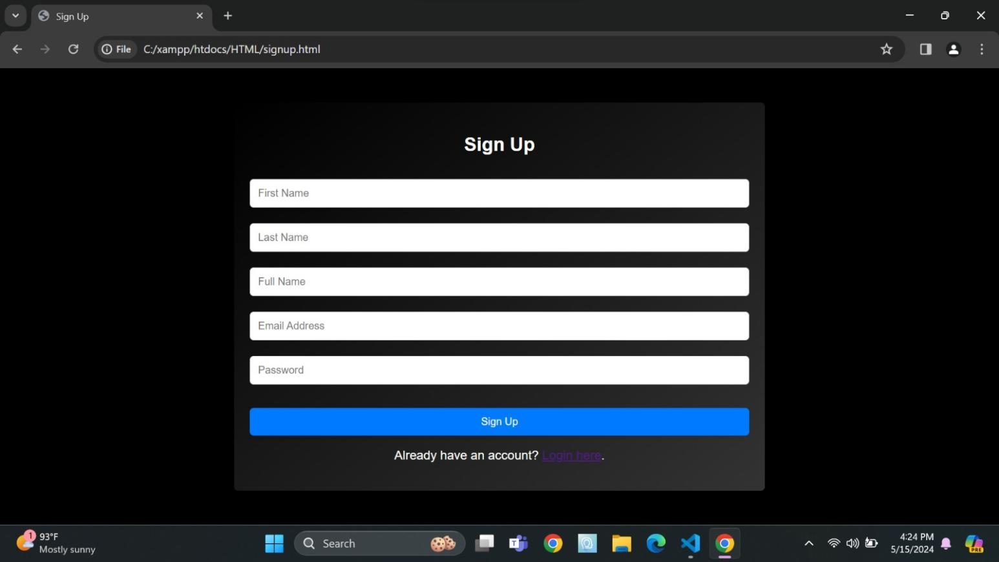 Sign Up
File C:/xampp/htdocs/HTML/signup.html
Sign Up
First Name
Last Name
Full Name
Email Address
Password
Sign Up
Already have an account? Login here.
1
93°F
Mostly sunny
Search
T
PRE
4:24 PM
5/15/2024